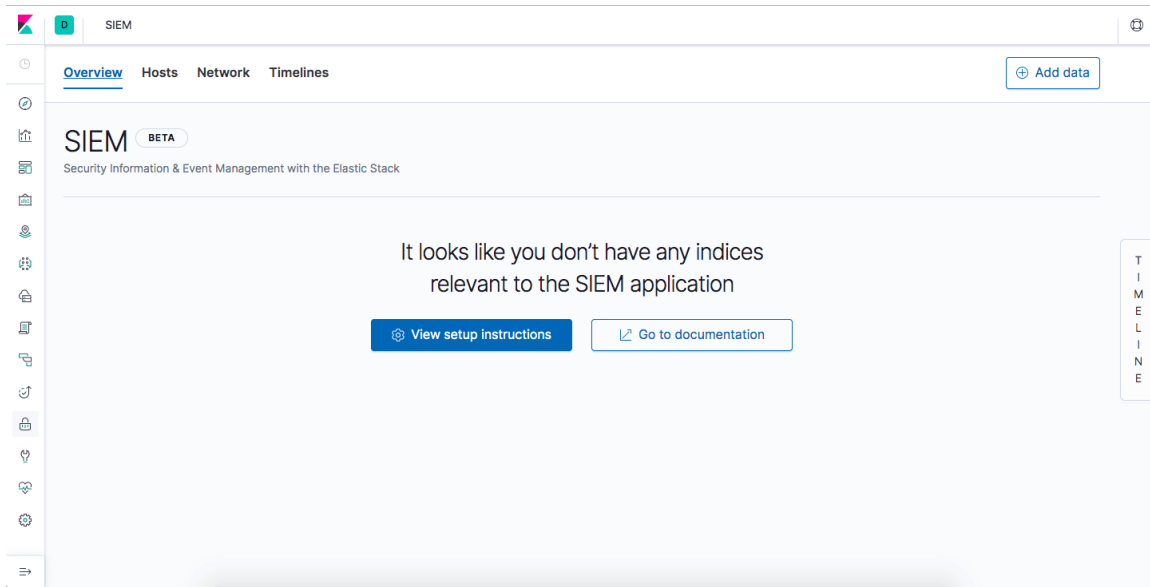 D SIEM
Overview Hosts Network Timelines Add data
SIEM BETA
Security Information & Event Management with the Elastic Stack
It looks like you don’t have any indices
relevant to the SIEM application
View setup instructions Go to documentation
T
I
M
E
L
I
N
E